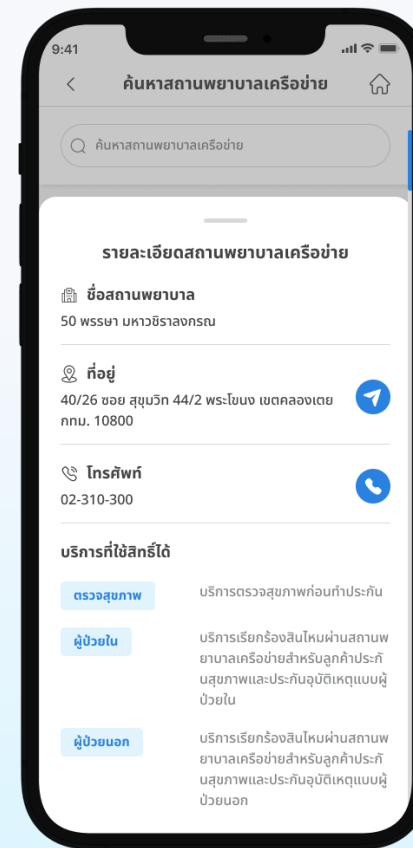 9:41
ค้นหาสถานพยาบาลเครือข่าย
ค้นหาสถานพยาบาลเครือข่าย
รายละเอียดสถานพยาบาลเครือข่าย
ชื่อสถานพยาบาล
50 พรรษา มหาวชิราลงกรณ
ที่อยู่
40/26 ซอย สุขุมวิท 44/2 พระโขนง เขตคลองเตย
กทม. 10800
โทรศัพท์
02-310-300
บริการที่ใช้สิทธิ์ได้
ตรวจสุขภาพ
บริการตรวจสุขภาพก่อนทำประกัน
ผู้ป่วยใน
บริการเรียกร้องสินไหมผ่านสถานพ
ยาบาลเครือข่ายสำหรับลูกค้าประกั
นสุขภาพและประกันอุบัติเหตุแบบผู้
ป่วยใน
ผู้ป่วยนอก
บริการเรียกร้องสินไหมผ่านสถานพ
ยาบาลเครือข่ายสำหรับลูกค้าประกั
นสุขภาพและประกันอุบัติเหตุแบบผู้
ป่วยนอก